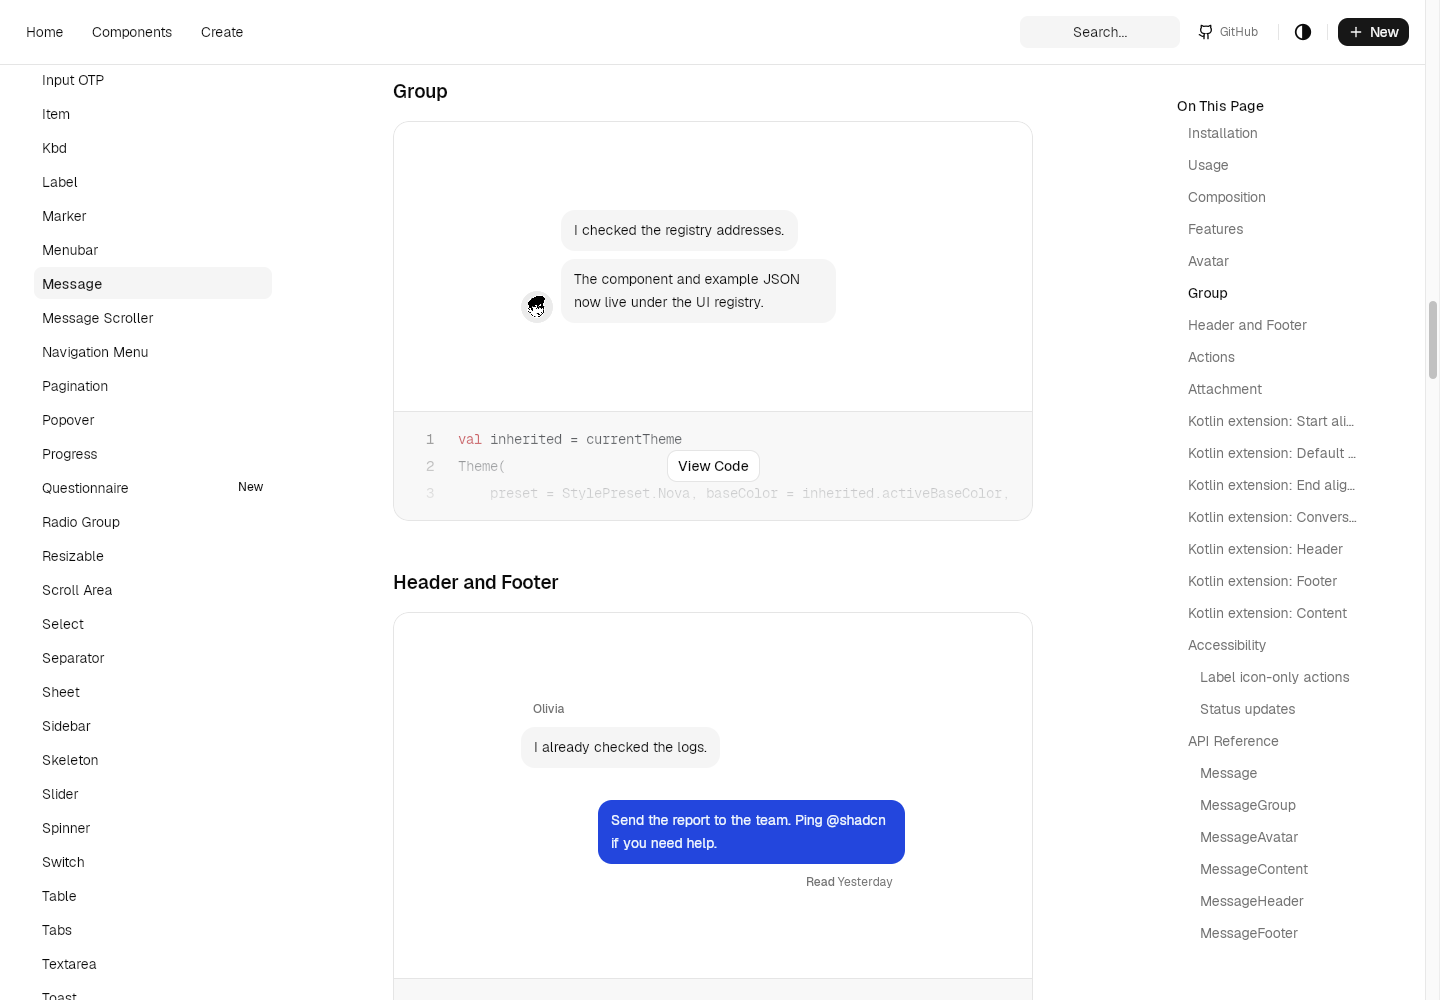 Home Components Create Search... GitHub New
Input OTP
Item
Kbd
Label
Marker
Menubar
Message
Message Scroller
Navigation Menu
Pagination
Popover
Progress
Questionnaire New
Radio Group
Resizable
Scroll Area
Select
Separator
Sheet
Sidebar
Skeleton
Slider
Spinner
Switch
Table
Tabs
Textarea
Toast
Group
I checked the registry addresses.
The component and example JSON
now live under the UI registry.
1 val inherited = currentTheme
2 Theme(
View Code
3 preset = StylePreset.Nova, baseColor = inherited.activeBaseColor,
Header and Footer
Olivia
I already checked the logs.
Send the report to the team. Ping @shadcn
if you need help.
Read Yesterday
On This Page
Installation
Usage
Composition
Features
Avatar
Group
Header and Footer
Actions
Attachment
Kotlin extension: Start ali...
Kotlin extension: Default ...
Kotlin extension: End alig...
Kotlin extension: Convers...
Kotlin extension: Header
Kotlin extension: Footer
Kotlin extension: Content
Accessibility
Label icon-only actions
Status updates
API Reference
Message
MessageGroup
MessageAvatar
MessageContent
MessageHeader
MessageFooter